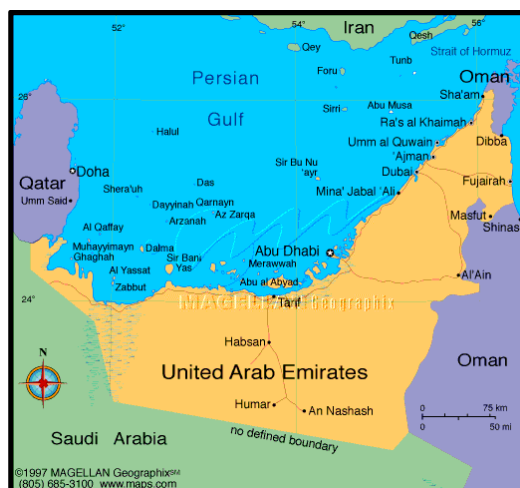 Iran
52
54
56
Qey
Qesh
Strait of Hormuz
Tunb
Foru
Persian
Oman
Sha'am
26°
26°
Sirri
Abu Musa
Gulf
Ra's al Khaimah
Halul
Umm al Quwain
Dibba
'Ajman
Sir Bu Nu
'ayr
Doha
Dubai
Qatar
Das
Fujairah
Shera'uh
Mina' Jabal 'Ali
Umm Said
Dayyinah
Qarnayn
Arzanah
Az Zarqa
Masfut
Shinas
Al Qaffay
Muhayyimayn
Dalma
Abu Dhabi
Ghaghah
Sir Bani
Yas
Merawwah
Al Yassat
Al'Ain
Zabbut
Abu al Abyad
24°
24°
MAGELLAN Geographix
Tarif
Habsan
N
United Arab Emirates
Oman
Humar
An Nashash
0 75 km
0 50 mi
Saudi Arabia
no defined boundary
©1997 MAGELLAN Geographix℠
(805) 685-3100 www.maps.com